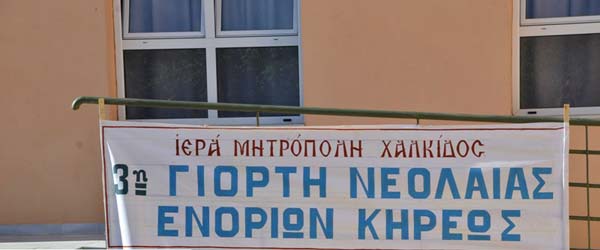 ΙΕΡΑ ΜΗΤΡΟΠΟΛΗ ΧΑΛΚΙΔΟΣ
3η ΓΙΟΡΤΗ ΝΕΟΛΑΙΑΣ
ΕΝΟΡΙΩΝ ΚΗΡΕΩΣ